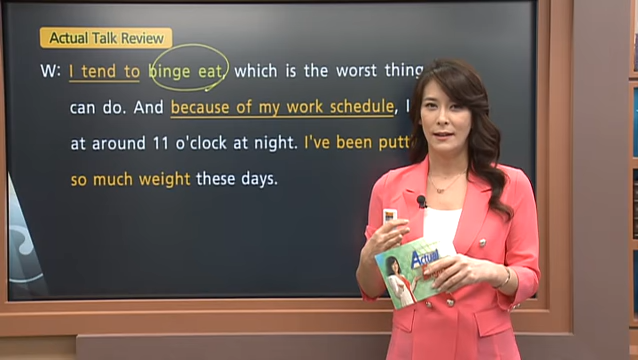 Actual Talk Review
W: I tend to binge eat, which is the worst thing
can do. And because of my work schedule, I
at around 11 o'clock at night. I've been putt
so much weight these days.
Actual